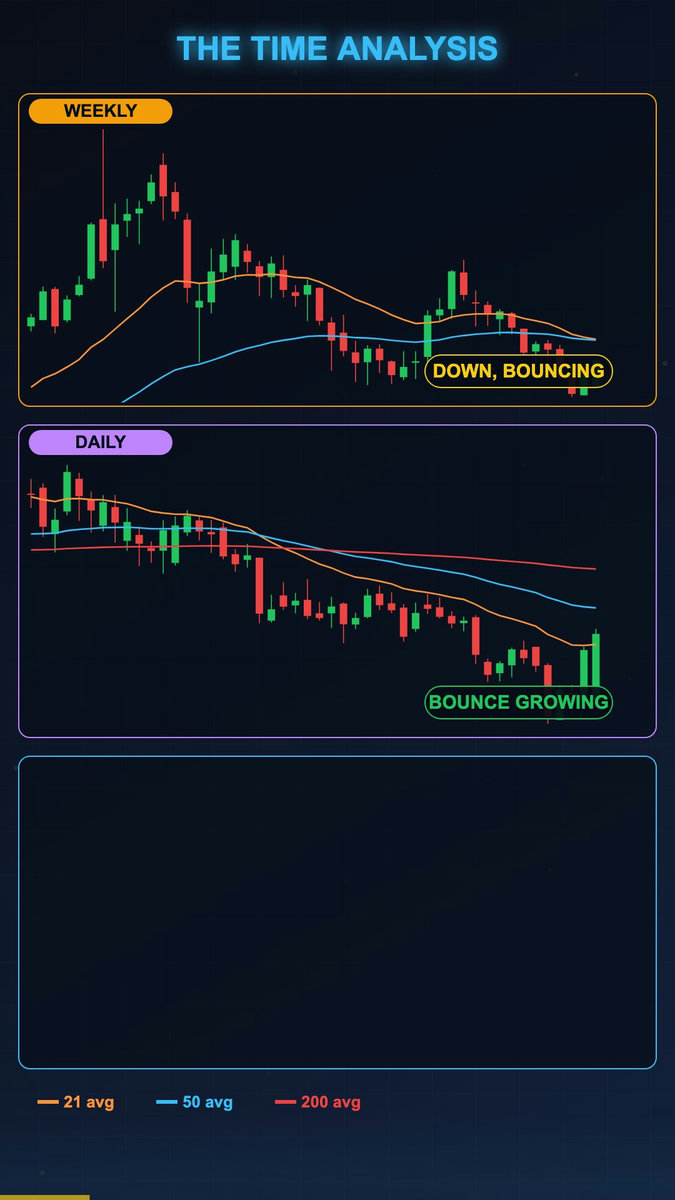 THE TIME ANALYSIS
WEEKLY
DOWN, BOUNCING
DAILY
BOUNCE GROWING
21 avg
50 avg
200 avg